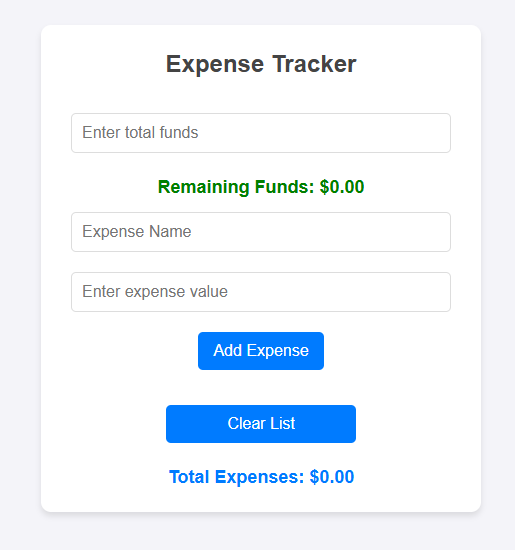 Expense Tracker
Enter total funds
Remaining Funds: $0.00
Expense Name
Enter expense value
Add Expense
Clear List
Total Expenses: $0.00